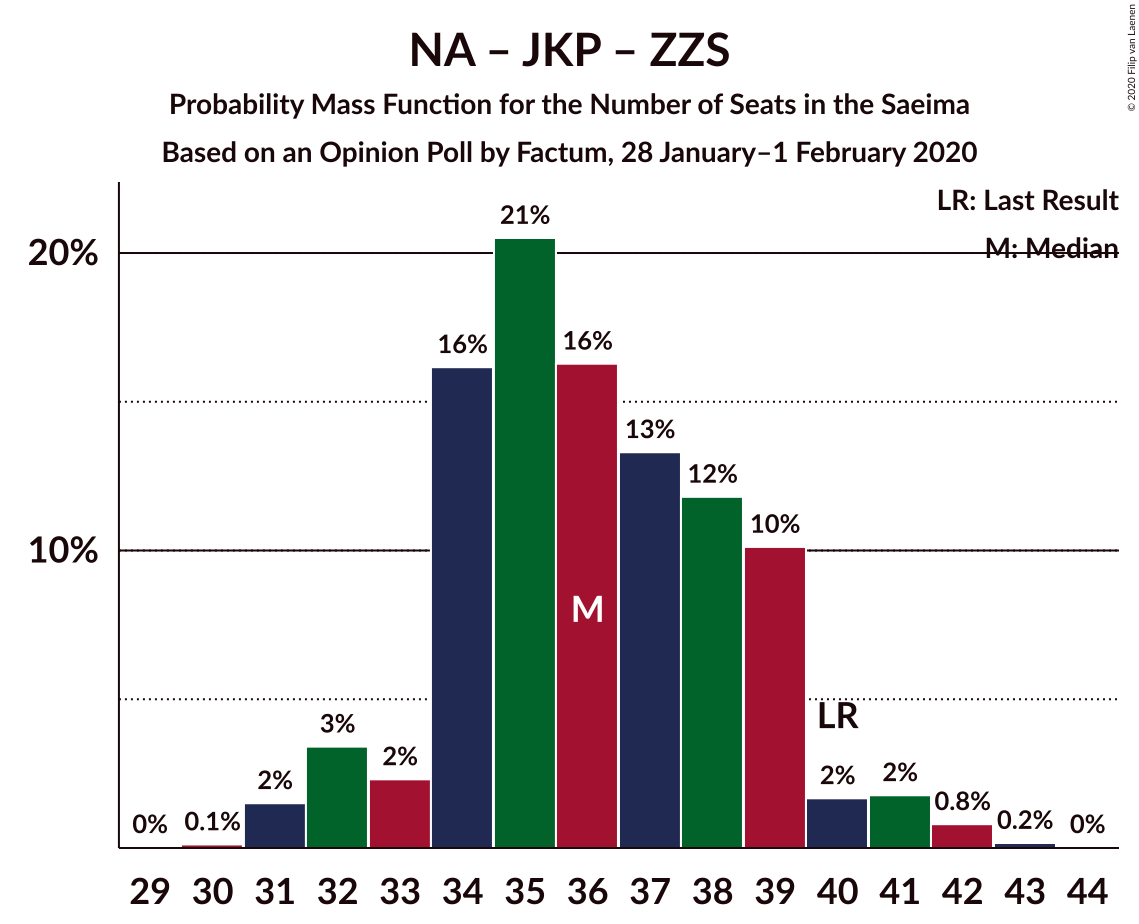 NA – JKP – ZZS
Probability Mass Function for the Number of Seats in the Saeima
Based on an Opinion Poll by Factum, 28 January–1 February 2020
© 2020 Filip van Laenen
LR: Last Result
M: Median
20%
10%
0%
0.1%
2%
3%
2%
16%
21%
16%
13%
12%
10%
2%
2%
0.8%
0.2%
0%
M
LR
29 30 31 32 33 34 35 36 37 38 39 40 41 42 43 44